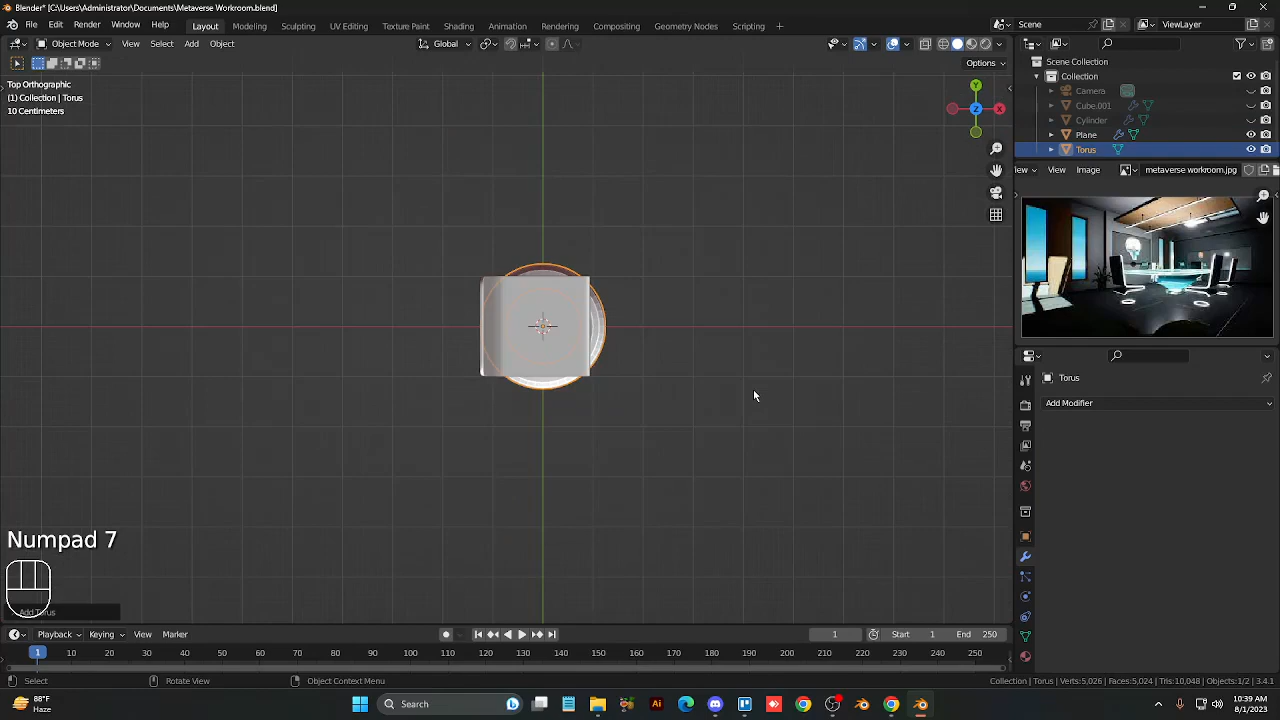 Blender* [C:\Users\Administrator\Documents\Metaverse Workroom.blend]
File Edit Render Window Help Layout Modeling Sculpting UV Editing Texture Paint Shading Animation Rendering Compositing Geometry Nodes Scripting + Scene ViewLayer
Object Mode View Select Add Object Global
Options
Top Orthographic
(1) Collection | Torus
10 Centimeters
Y
Z
X
Scene Collection
Collection
Camera
Cube.001
Cylinder
Plane
Torus
iew View Image metaverse workroom.jpg
Torus
Add Modifier
Numpad 7
Add Torus
Playback Keying View Marker 1 Start 1 End 250
1 10 20 30 40 50 60 70 80 90 100 110 120 130 140 150 160 170 180 190 200 210 220 230 240 250
Select Rotate View Object Context Menu Collection | Torus Verts:5,026 Faces:5,024 Tris:10,048 Objects:1/2 3.4.1
88°F
Haze
Search
10:39 AM
8/1/2023